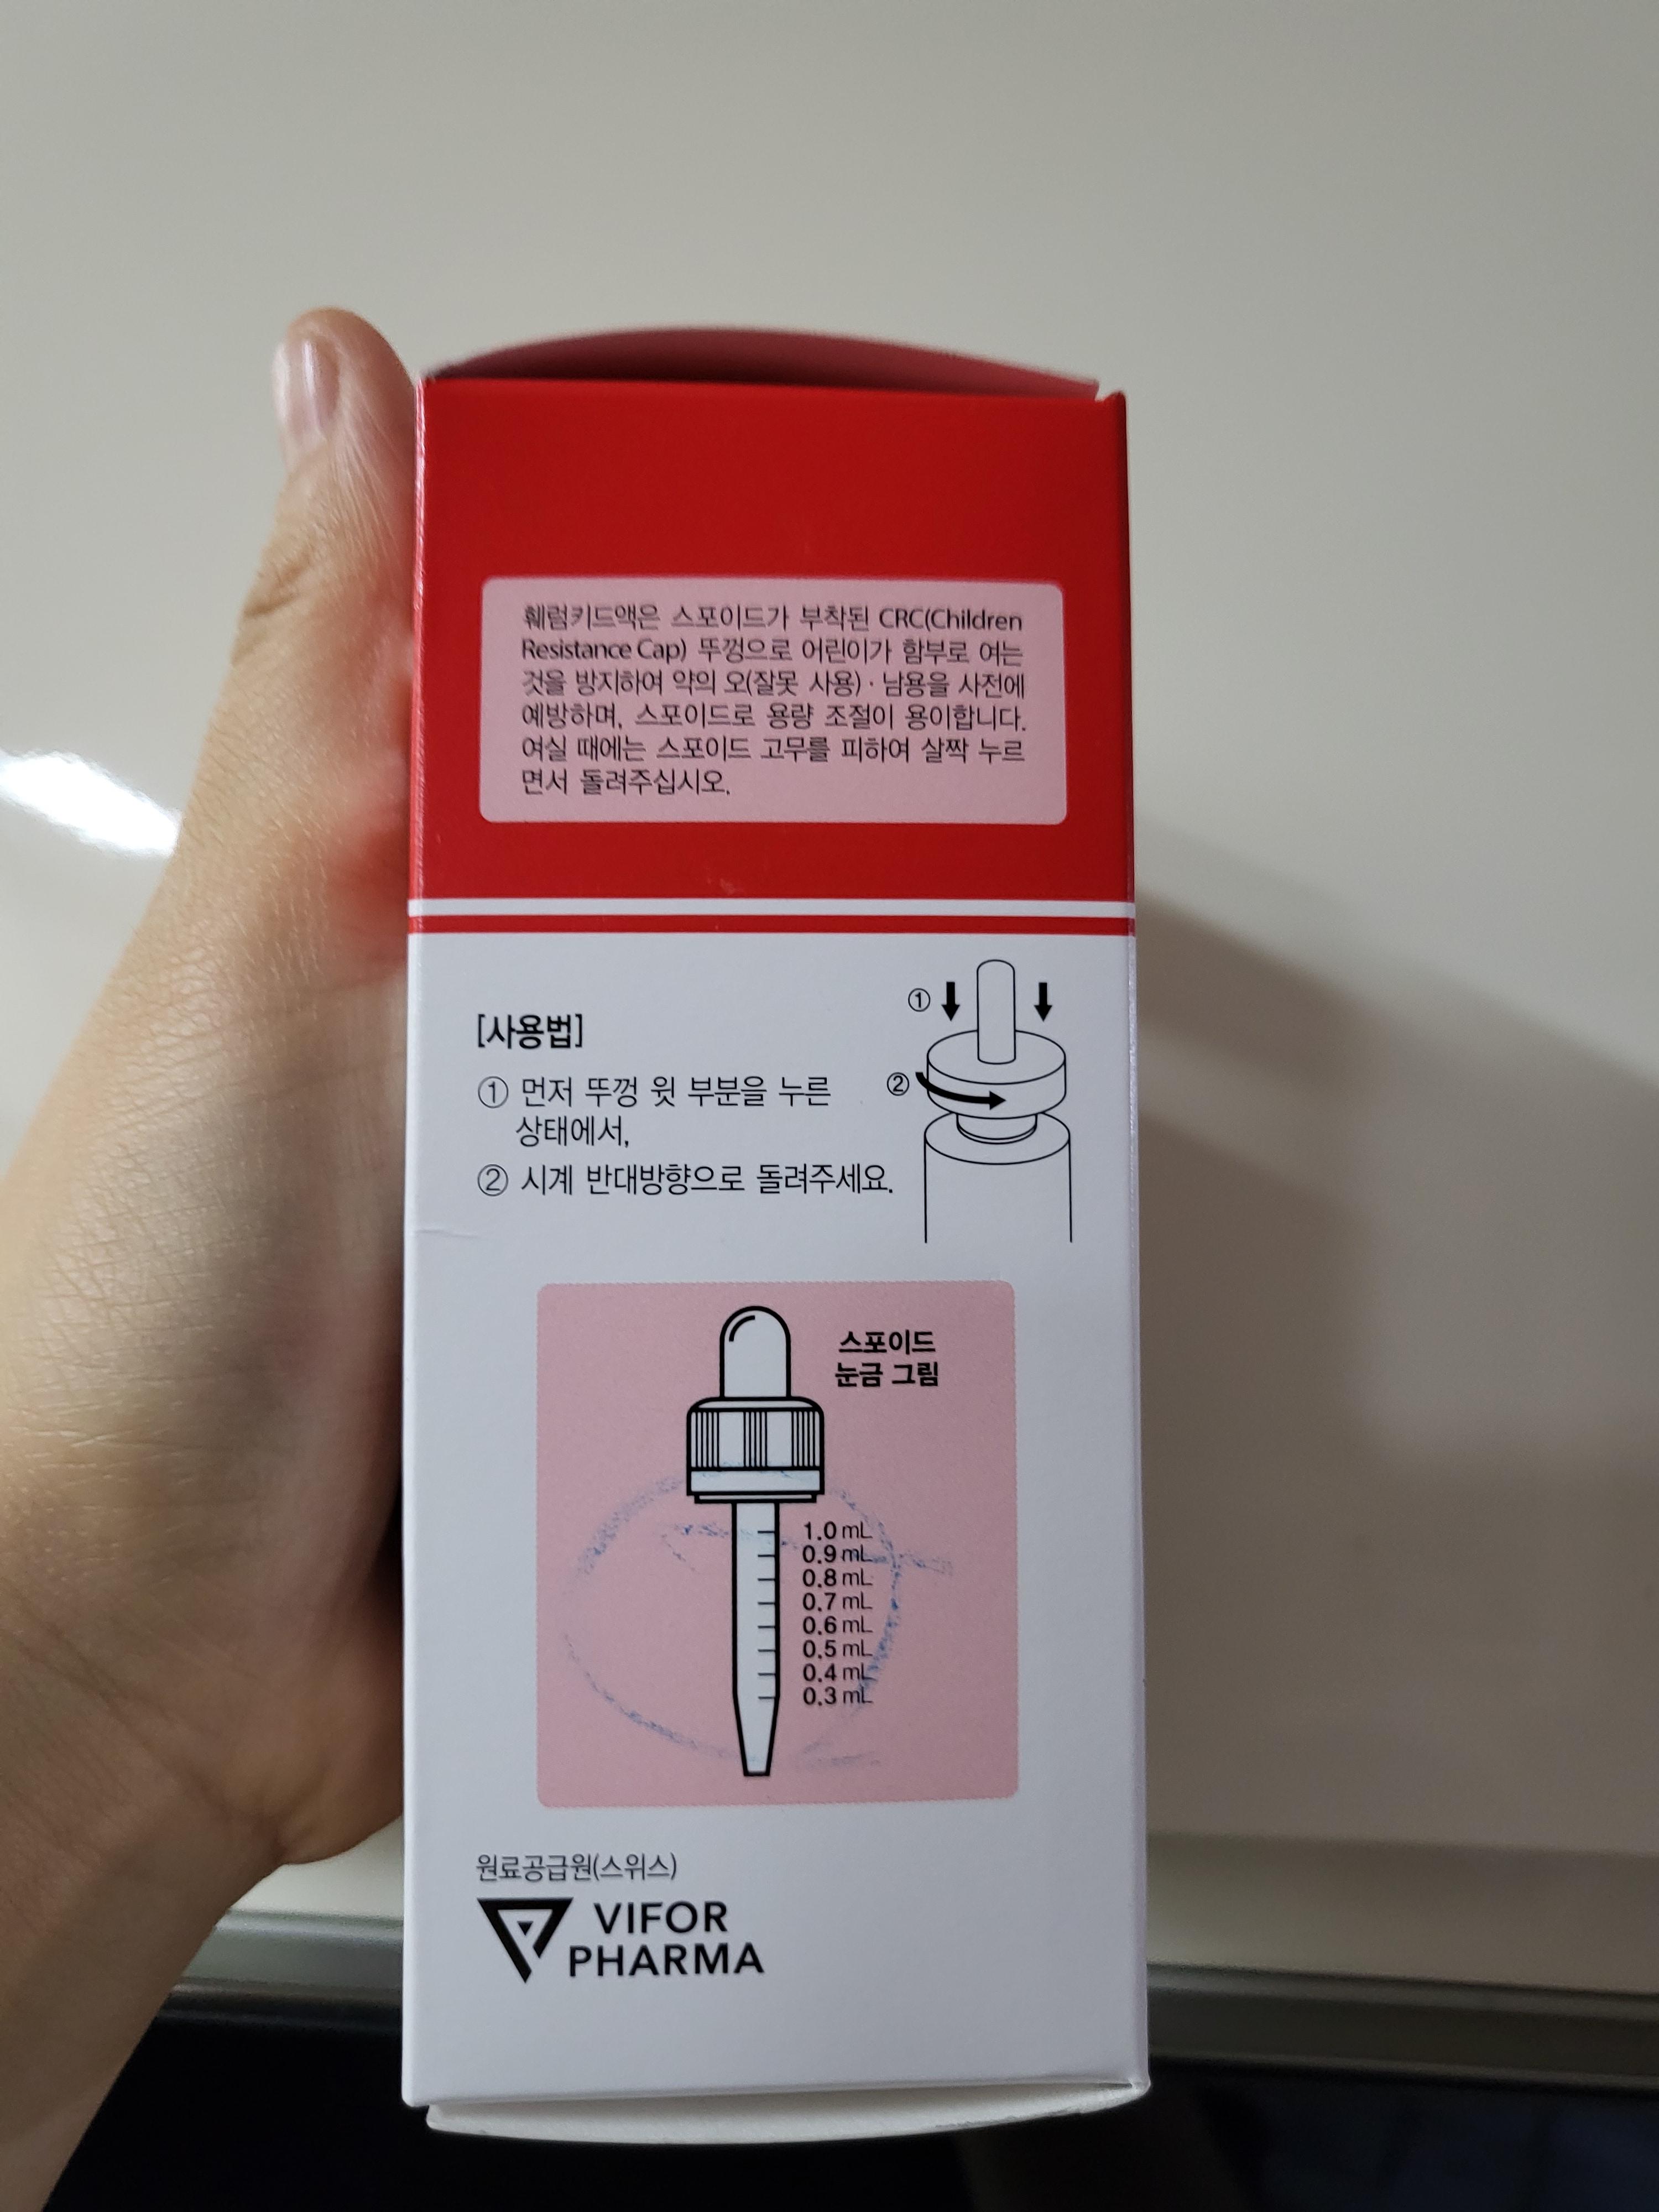 훼럼키드액은 스포이드가 부착된 CRC(Children
Resistance Cap) 뚜껑으로 어린이가 함부로 여는
것을 방지하여 약의 오(잘못 사용)·남용을 사전에
예방하며, 스포이드로 용량 조절이 용이합니다.
여실 때에는 스포이드 고무를 피하여 살짝 누르
면서 돌려주십시오.
[사용법]
① 먼저 뚜껑 윗 부분을 누른
상태에서,
② 시계 반대방향으로 돌려주세요.
①
②
스포이드
눈금 그림
1.0 mL
0.9 mL
0.8 mL
0.7 mL
0.6 mL
0.5 mL
0.4 mL
0.3 mL
원료공급원(스위스)
VIFOR
PHARMA